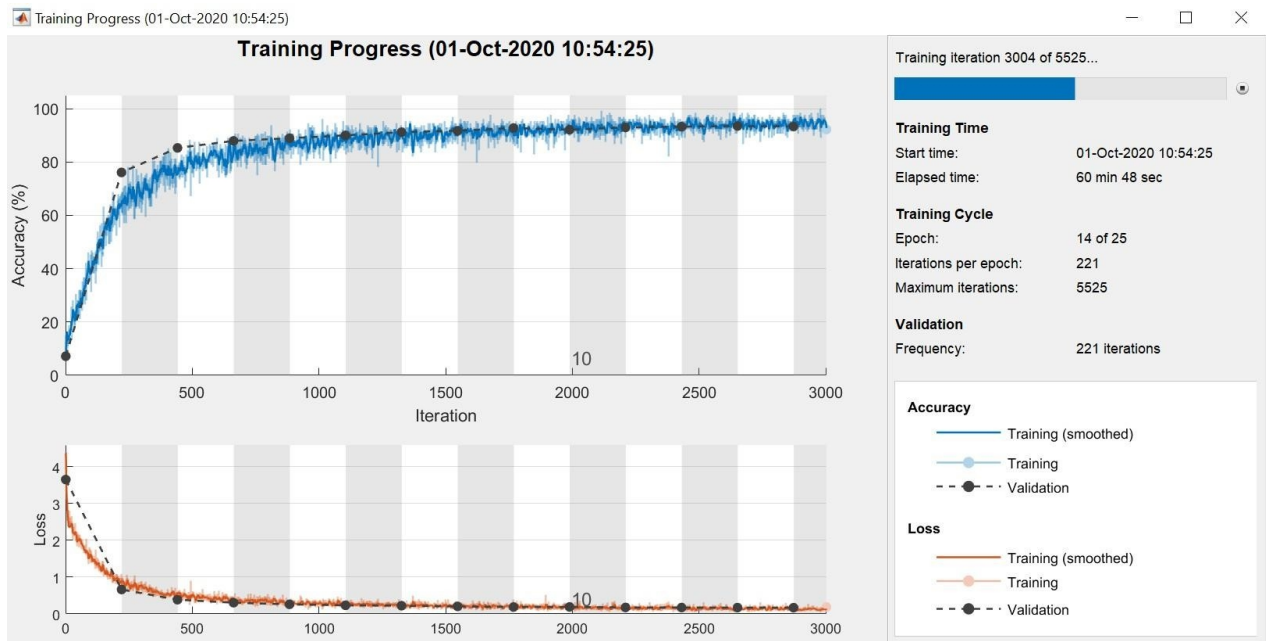 Training Progress (01-Oct-2020 10:54:25)
Training Progress (01-Oct-2020 10:54:25)
100
80
60
40
20
0
Accuracy (%)
10
0 500 1000 1500 2000 2500 3000
Iteration
4
3
2
1
0
Loss
10
0 500 1000 1500 2000 2500 3000
Training iteration 3004 of 5525...
Training Time
Start time: 01-Oct-2020 10:54:25
Elapsed time: 60 min 48 sec
Training Cycle
Epoch: 14 of 25
Iterations per epoch: 221
Maximum iterations: 5525
Validation
Frequency: 221 iterations
Accuracy
Training (smoothed)
Training
Validation
Loss
Training (smoothed)
Training
Validation